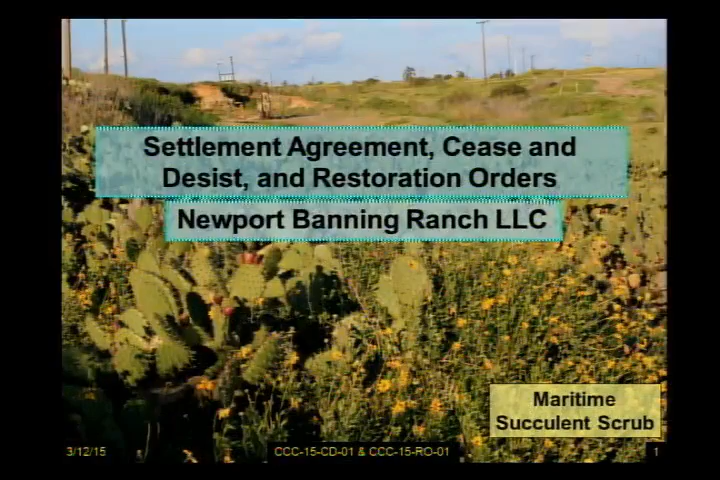 Settlement Agreement, Cease and
Desist, and Restoration Orders
Newport Banning Ranch LLC
Maritime
Succulent Scrub
3/12/15
CCC-15-CD-01 & CCC-15-RO-01
1